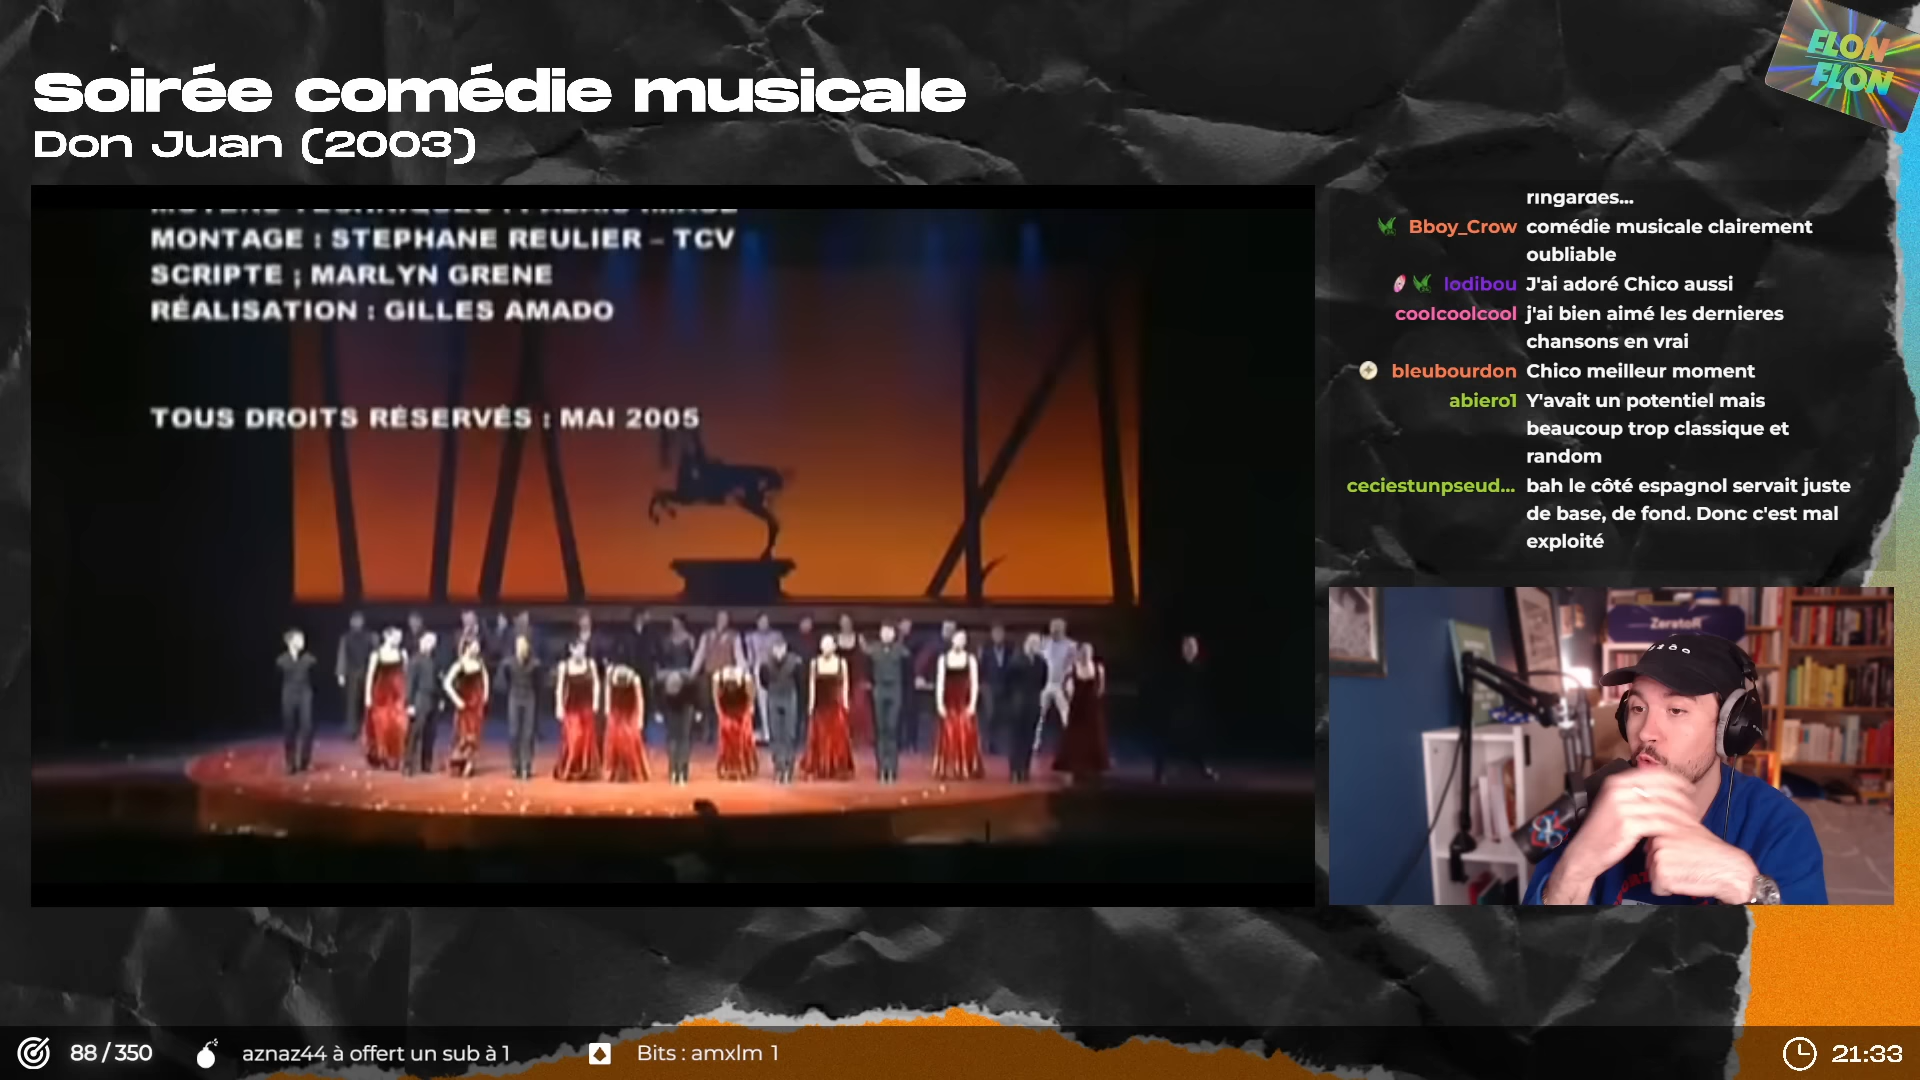 Soirée comédie musicale
Don Juan (2003)
FLON
FLON
MONTAGE : STEPHANE REULIER – TCV
SCRIPTE ; MARLYN GRENE
RÉALISATION : GILLES AMADO
TOUS DROITS RÉSERVÉS : MAI 2005
ringardes...
Bboy_Crow comédie musicale clairement
oubliable
lodibou J'ai adoré Chico aussi
coolcoolcool j'ai bien aimé les dernieres
chansons en vrai
bleubourdon Chico meilleur moment
abiero1 Y'avait un potentiel mais
beaucoup trop classique et
random
ceciestunpseud... bah le côté espagnol servait juste
de base, de fond. Donc c'est mal
exploité
ZeratoR
88 / 350
aznaz44 à offert un sub à 1
Bits : amxlm 1
21:33